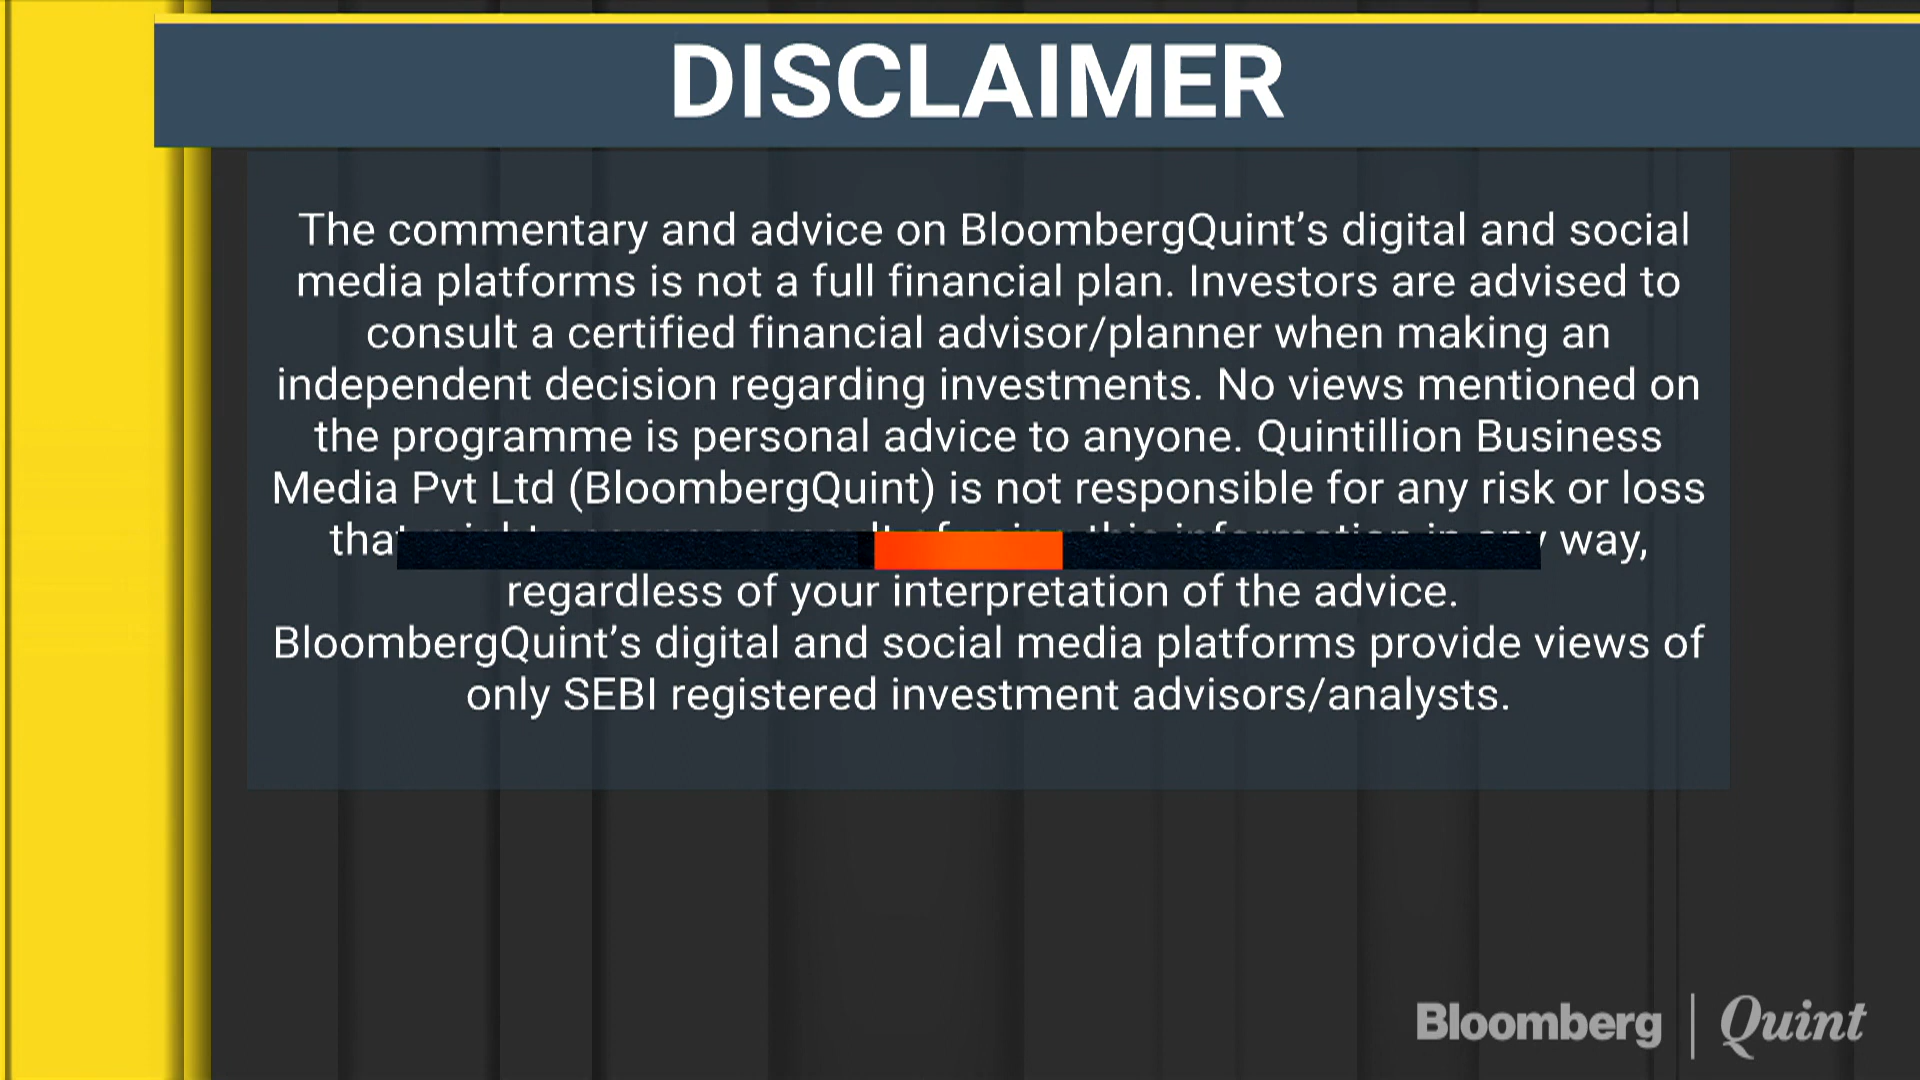 DISCLAIMER
The commentary and advice on BloombergQuint’s digital and social
media platforms is not a full financial plan. Investors are advised to
consult a certified financial advisor/planner when making an
independent decision regarding investments. No views mentioned on
the programme is personal advice to anyone. Quintillion Business
Media Pvt Ltd (BloombergQuint) is not responsible for any risk or loss
that way,
regardless of your interpretation of the advice.
BloombergQuint’s digital and social media platforms provide views of
only SEBI registered investment advisors/analysts.
Bloomberg | Quint